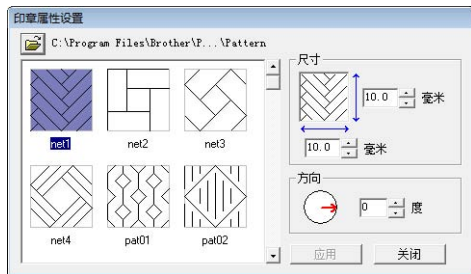 印章属性设置
C:\Program Files\Brother\P...\Pattern
net1 net2 net3
net4 pat01 pat02
尺寸
10.0 毫米
10.0 毫米
方向
0 度
应用 关闭